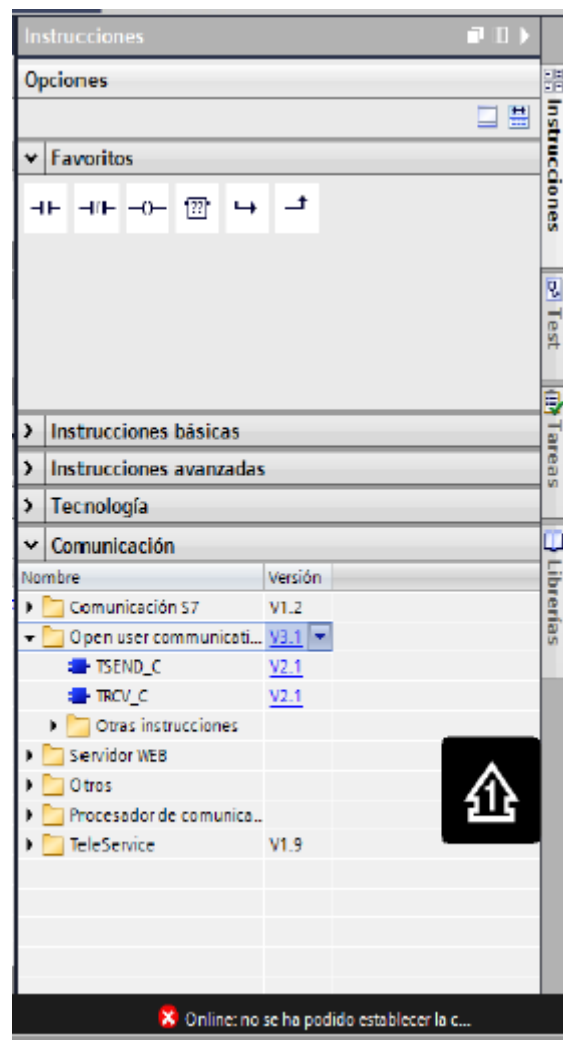 Instrucciones
Opciones
Favoritos
??
Instrucciones básicas
Instrucciones avanzadas
Tecnología
Comunicación
Nombre Versión
Comunicación S7 V1.2
Open user communicati... V3.1
TSEND_C V2.1
TRCV_C V2.1
Otras instrucciones
Servidor WEB
Otros
Procesador de comunica..
TeleService V1.9
1
Online: no se ha podido establecer la c...
Instrucciones
Test
Tareas
Librerías